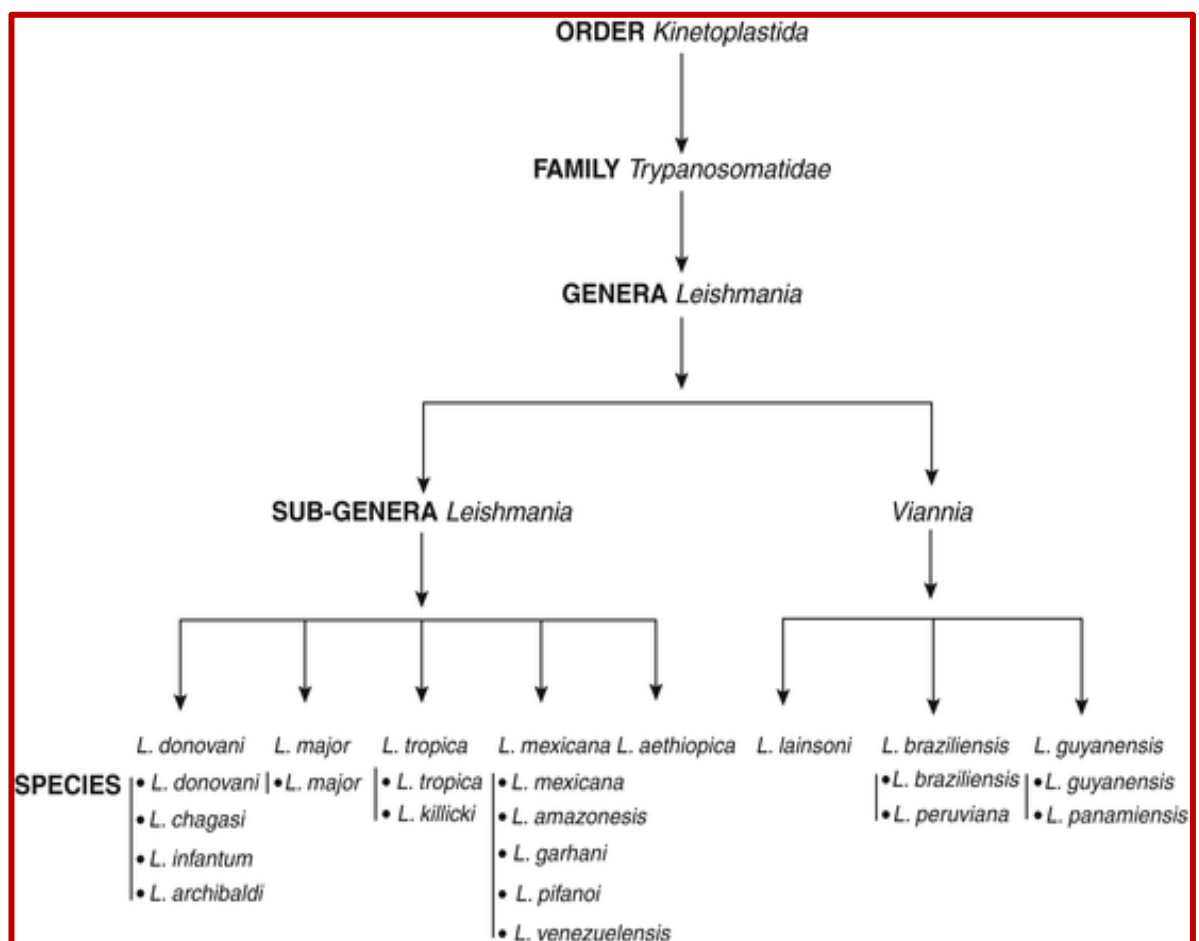 ORDER Kinetoplastida
FAMILY Trypanosomatidae
GENERA Leishmania
SUB-GENERA Leishmania
Viannia
L. donovani L. major L. tropica L. mexicana L. aethiopica L. lainsoni L. braziliensis L. guyanensis
SPECIES • L. donovani • L. major • L. tropica • L. mexicana • L. braziliensis • L. guyanensis
• L. chagasi • L. killicki • L. amazonesis • L. peruviana • L. panamiensis
• L. infantum • L. garhani
• L. archibaldi • L. pifanoi
• L. venezuelensis